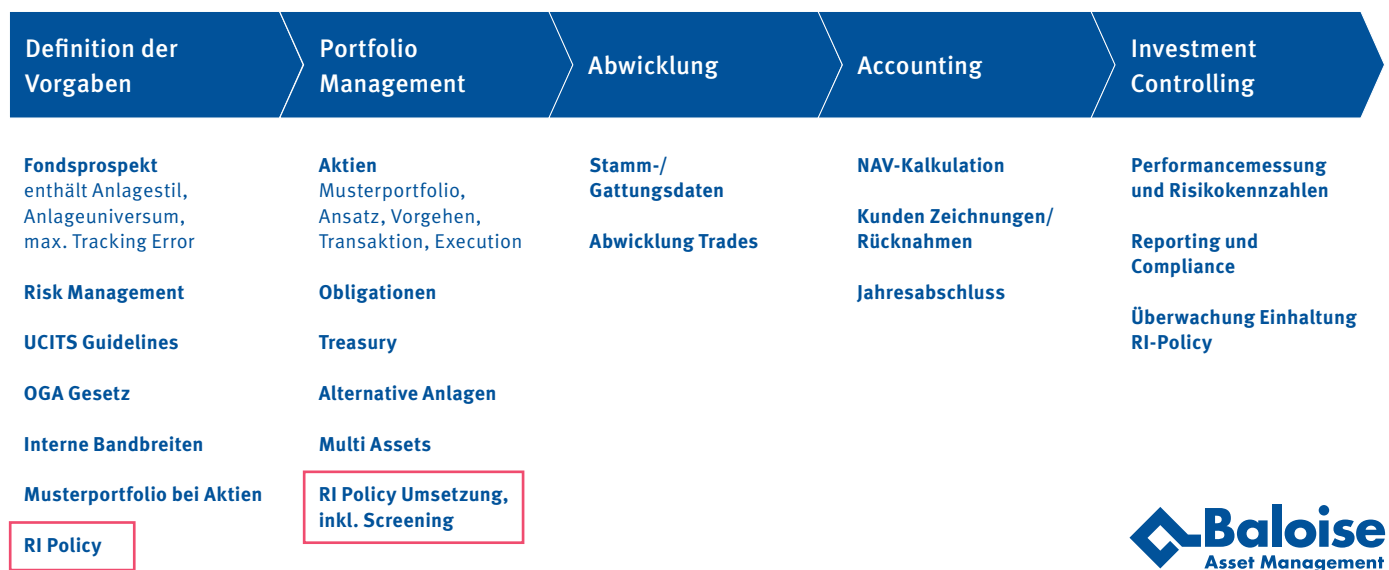 Definition der
Vorgaben
Portfolio
Management
Abwicklung
Accounting
Investment
Controlling
Fondsprospekt
enthält Anlagestil,
Anlageuniversum,
max. Tracking Error
Risk Management
UCITS Guidelines
OGA Gesetz
Interne Bandbreiten
Musterportfolio bei Aktien
RI Policy
Aktien
Musterportfolio,
Ansatz, Vorgehen,
Transaktion, Execution
Obligationen
Treasury
Alternative Anlagen
Multi Assets
RI Policy Umsetzung,
inkl. Screening
Stamm-/
Gattungsdaten
Abwicklung Trades
NAV-Kalkulation
Kunden Zeichnungen/
Rücknahmen
Jahresabschluss
Performancemessung
und Risikokennzahlen
Reporting und
Compliance
Überwachung Einhaltung
RI-Policy
Baloise
Asset Management